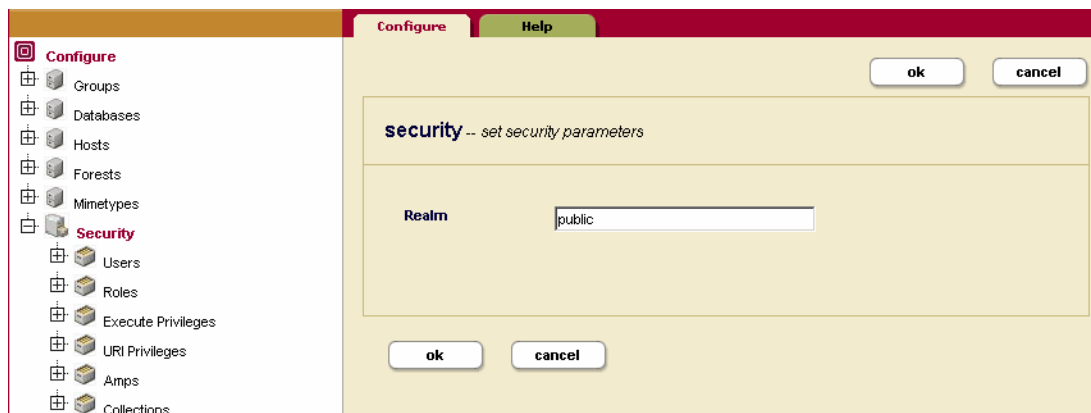 Configure
Help
Configure
Groups
Databases
Hosts
Forests
Mimetypes
Security
Users
Roles
Execute Privileges
URI Privileges
Amps
Collections
ok
cancel
security -- set security parameters
Realm
public
ok
cancel